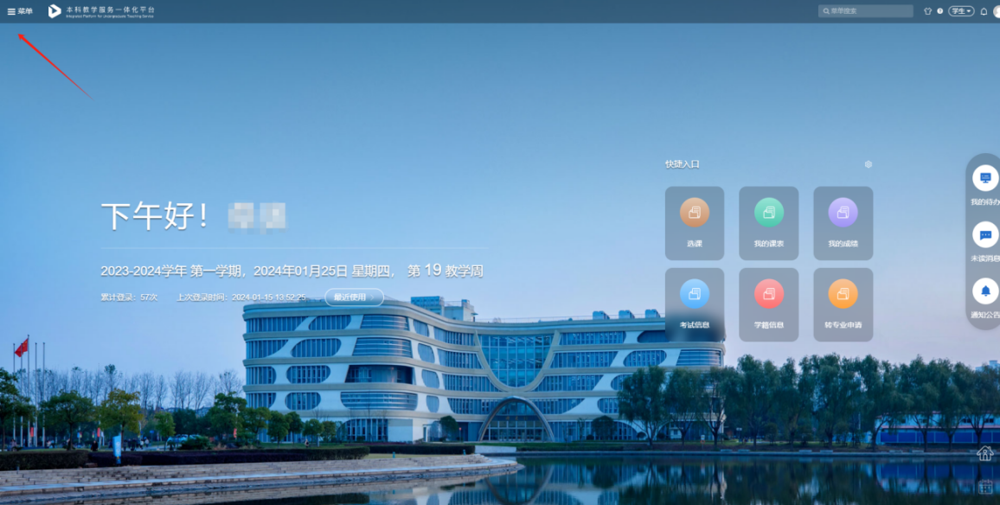 菜单
本科教学服务一体化平台
Integrated Platform for Undergraduate Teaching Service
菜单搜索
学生
快捷入口
选课
我的课表
我的成绩
下午好！
2023-2024学年 第一学期，2024年01月25日 星期四， 第 19 教学周
累计登录：57次 上次登录时间：2024-01-15 13:52:25
最近使用
考试信息
学籍信息
转专业申请
我的待办
未读消息
通知公告